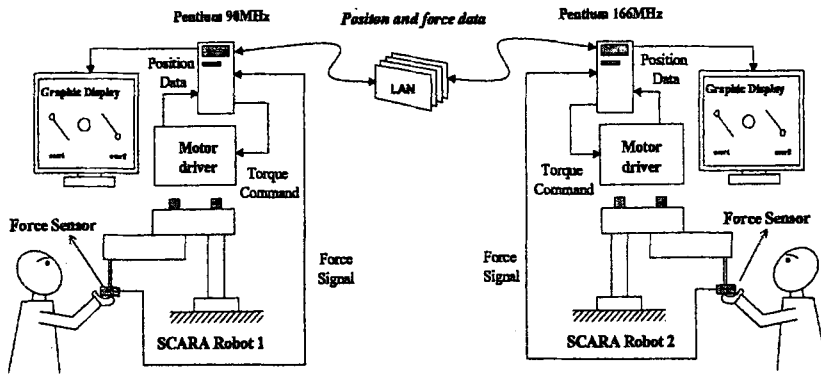 Pentium 90MHz
Positon and force data
Pentium 166MHz
Position
Data
LAN
Position
Data
Graphic Display
Graphic Display
Motor
driver
Motor
driver
Torque
Command
Torque
Command
Force Sensor
Force Sensor
Force
Signal
Force
Signal
SCARA Robot 1
SCARA Robot 2